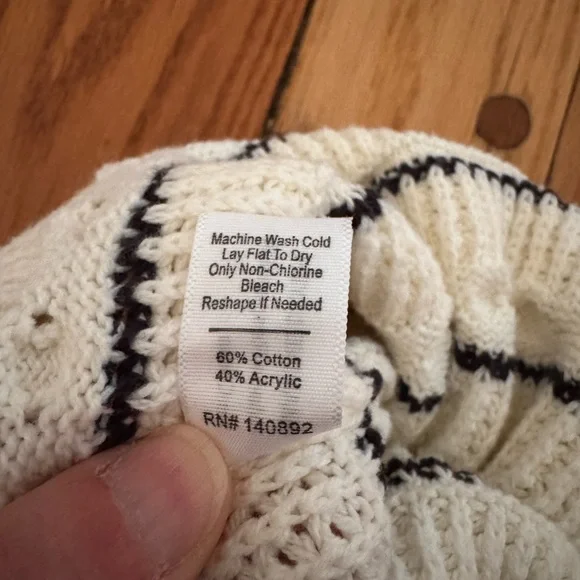 Machine Wash Cold
Lay Flat To Dry
Only Non-Chlorine
Bleach
Reshape If Needed
60% Cotton
40% Acrylic
RN# 140892